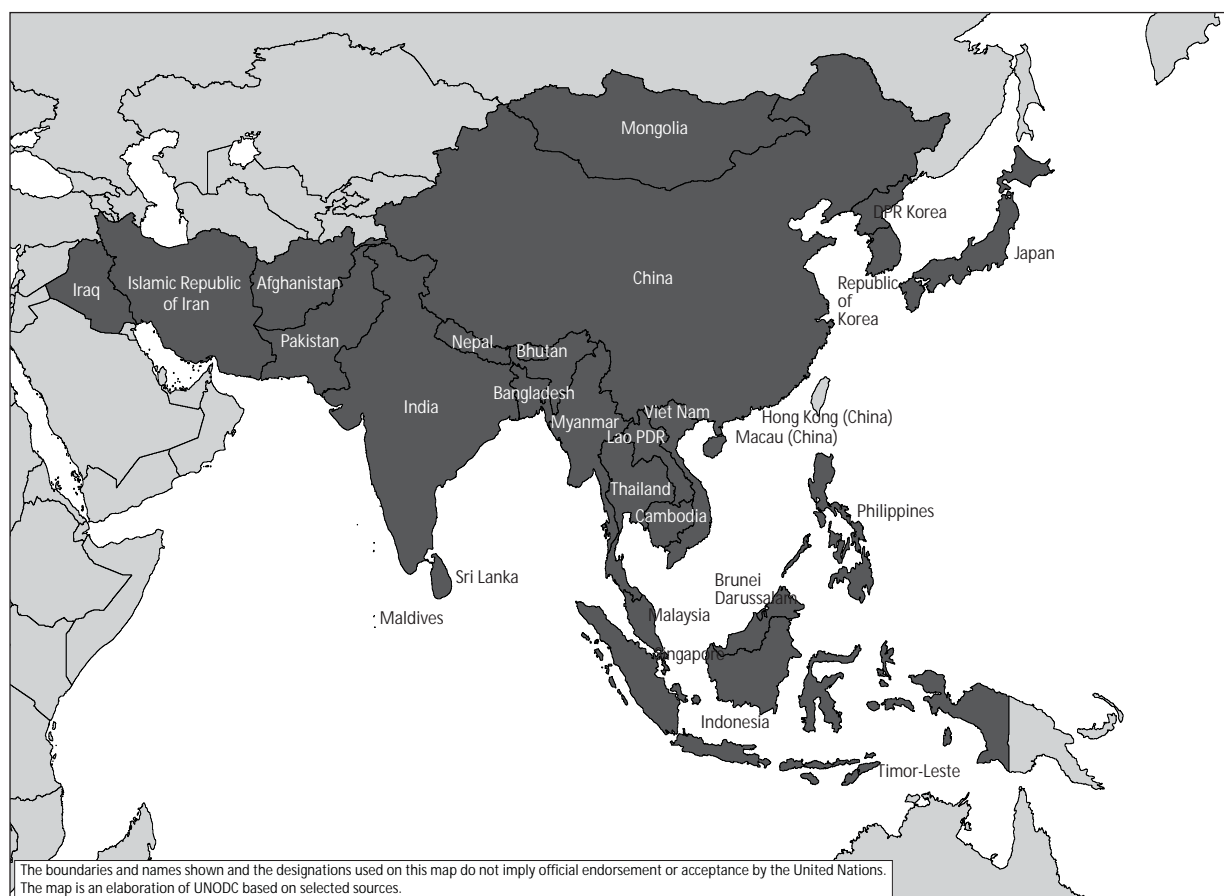 Mongolia
DPR Korea
Japan
China
Islamic Republic
of Iran
Afghanistan
Iraq
Republic
of
Korea
Pakistan
Nepal
Bhutan
Bangladesh
India
Viet Nam
Hong Kong (China)
Myanmar
Lao PDR
Macau (China)
Thailand
Philippines
Cambodia
Sri Lanka
Brunei
Darussalam
Maldives
Malaysia
Singapore
Indonesia
Timor-Leste
The boundaries and names shown and the designations used on this map do not imply official endorsement or acceptance by the United Nations.
The map is an elaboration of UNODC based on selected sources.